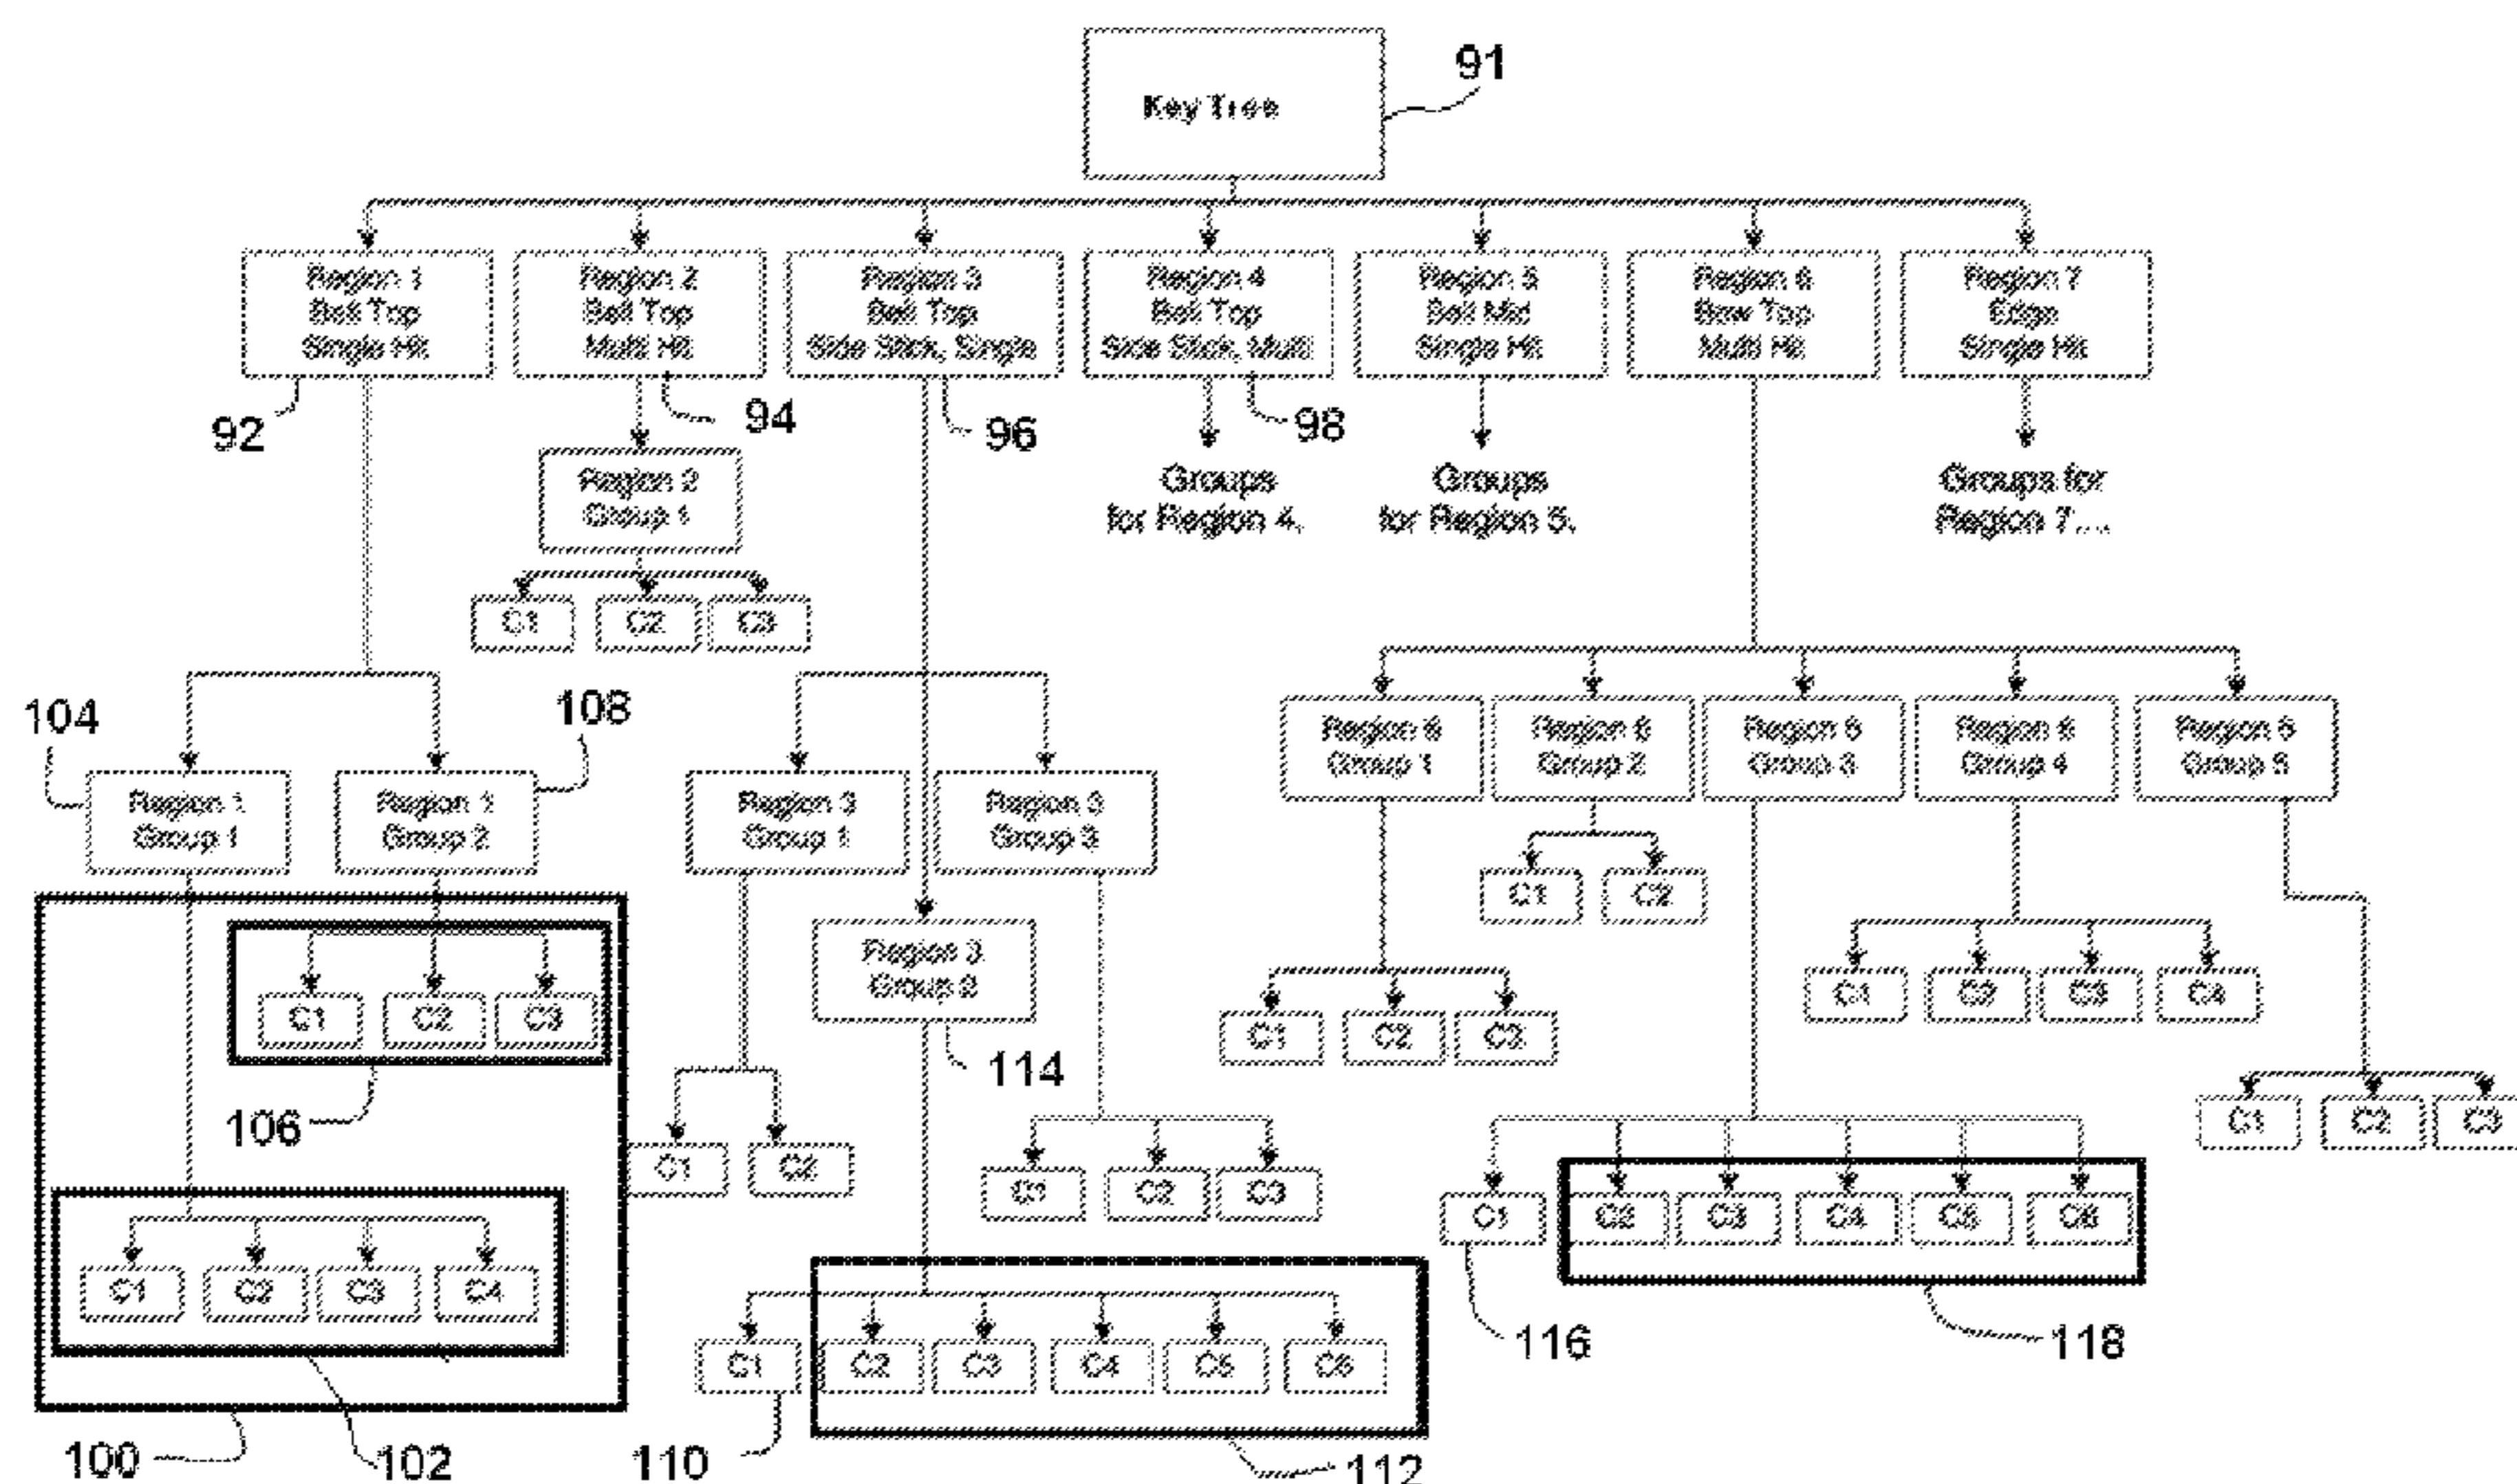 91
Key Tree
Region 1
Bell Top
Single Hit
Region 2
Bell Top
Multi Hit
Region 3
Bell Top
Side Stick, Single
Region 4
Bell Top
Side Stick, Multi
Region 5
Bell Mid
Single Hit
Region 6
Bow Top
Multi Hit
Region 7
Edge
Single Hit
92
94
96
98
Region 2
Group 1
Groups
for Region 4.
Groups
for Region 5.
Groups for
Region 7....
C1 C2 C3
104
108
Region 1
Group 1
Region 1
Group 2
Region 3
Group 1
Region 3
Group 3
Region 6
Group 1
Region 6
Group 2
Region 6
Group 3
Region 6
Group 4
Region 6
Group 5
C1 C2
Region 3
Group 2
114
C1 C2 C3
106
C1 C2 C3
C1 C2 C3 C4
C1 C2 C3
C1 C2
C1 C2 C3
C1 C2 C3 C4 C5 C6
116
118
C1 C2 C3 C4
C1 C2 C3 C4 C5 C6
100
102
110
112